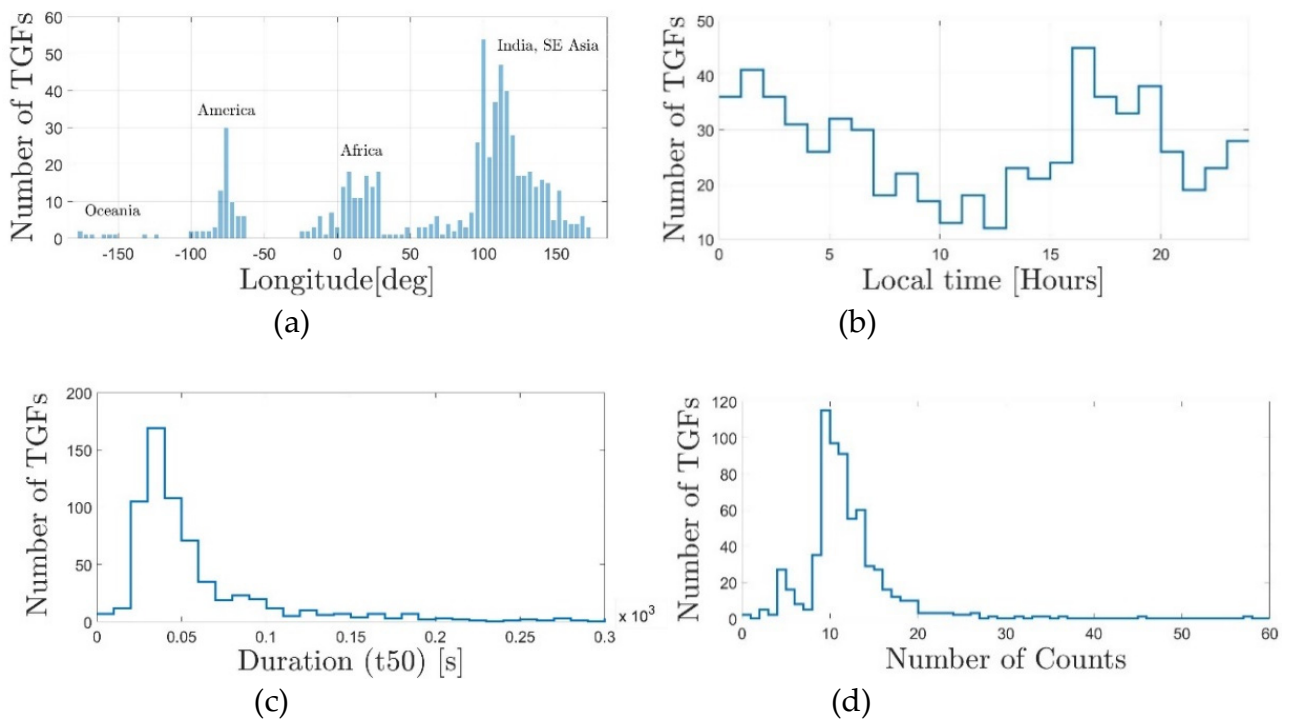 60
50
40
30
20
10
0
Number of TGFs
Oceania
America
Africa
India, SE Asia
-150 -100 -50 0 50 100 150
Longitude[deg]
(a)
50
40
30
20
10
Number of TGFs
0 5 10 15 20
Local time [Hours]
(b)
200
150
100
50
0
Number of TGFs
0 0.05 0.1 0.15 0.2 0.25 0.3
x 10³
Duration (t50) [s]
(c)
120
100
80
60
40
20
0
Number of TGFs
0 10 20 30 40 50 60
Number of Counts
(d)